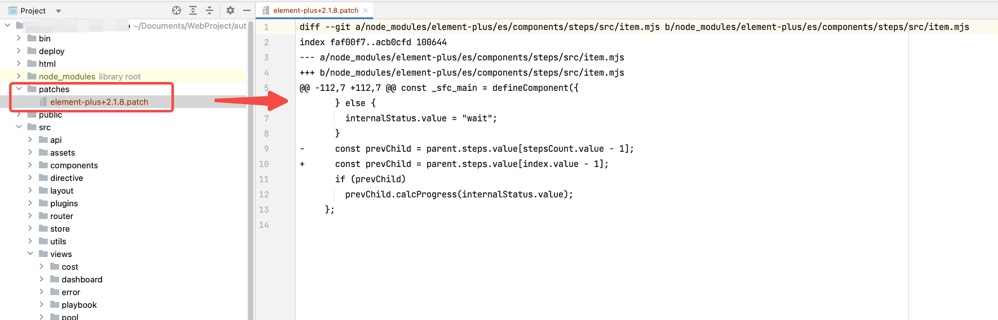 Project
element-plus+2.1.8.patch
~/Documents/WebProject/aut
bin
deploy
html
node_modules library root
patches
element-plus+2.1.8.patch
public
src
api
assets
components
directive
layout
plugins
router
store
utils
views
cost
dashboard
error
playbook
pool
1 diff --git a/node_modules/element-plus/es/components/steps/src/item.mjs b/node_modules/element-plus/es/components/steps/src/item.mjs
2 index faf00f7..acb0cfd 100644
3 --- a/node_modules/element-plus/es/components/steps/src/item.mjs
4 +++ b/node_modules/element-plus/es/components/steps/src/item.mjs
5 @@ -112,7 +112,7 @@ const _sfc_main = defineComponent({
6 } else {
7 internalStatus.value = "wait";
8 }
9 - const prevChild = parent.steps.value[stepsCount.value - 1];
10 + const prevChild = parent.steps.value[index.value - 1];
11 if (prevChild)
12 prevChild.calcProgress(internalStatus.value);
13 };
14